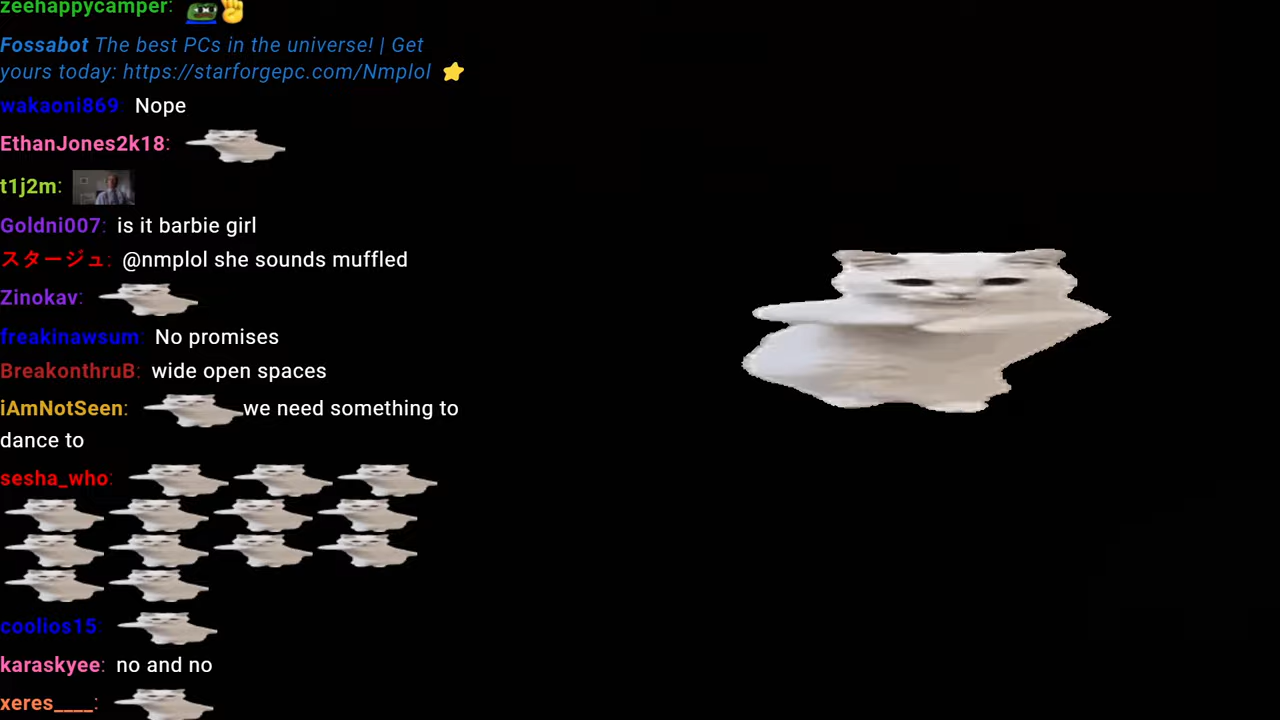 zeehappycamper:
Fossabot The best PCs in the universe! | Get
yours today: https://starforgepc.com/Nmplol
wakaoni869: Nope
EthanJones2k18:
t1j2m:
Goldni007: is it barbie girl
スタージュ: @nmplol she sounds muffled
Zinokav:
freakinawsum: No promises
BreakonthruB: wide open spaces
iAmNotSeen: we need something to
dance to
sesha_who:
coolios15:
karaskyee: no and no
xeres____: